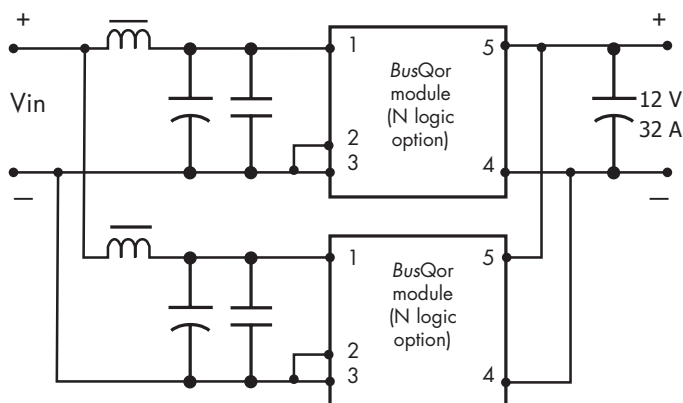 +
+
1
5
BusQor
module
(N logic
option)
Vin
2
3
4
12 V
32 A
—
—
1
5
BusQor
module
(N logic
option)
2
3
4